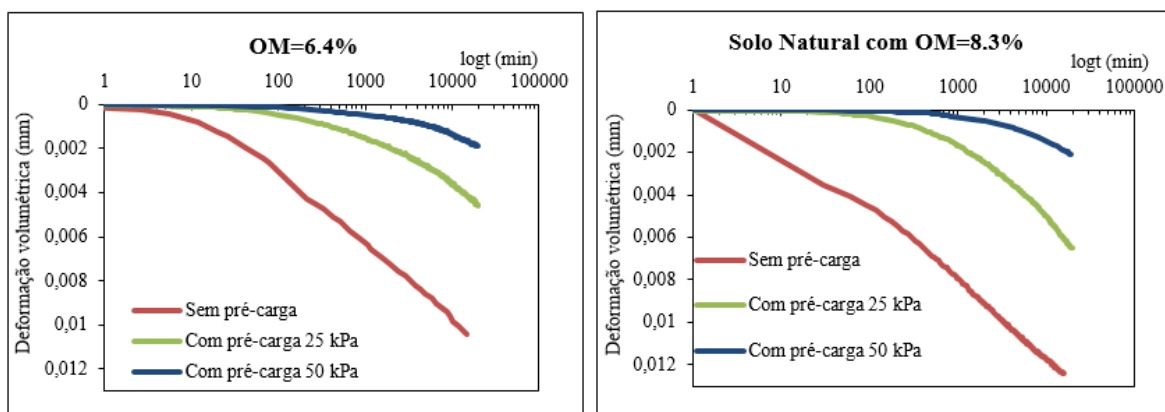 OM=6.4%
logt (min)
1 10 100 1000 10000 100000
0
0,002
0,004
0,006
0,008
0,01
0,012
Deformação volumétrica (mm)
Sem pré-carga
Com pré-carga 25 kPa
Com pré-carga 50 kPa
Solo Natural com OM=8.3%
logt (min)
1 10 100 1000 10000 100000
0
0,002
0,004
0,006
0,008
0,01
0,012
Deformação volumétrica (mm)
Sem pré-carga
Com pré-carga 25 kPa
Com pré-carga 50 kPa